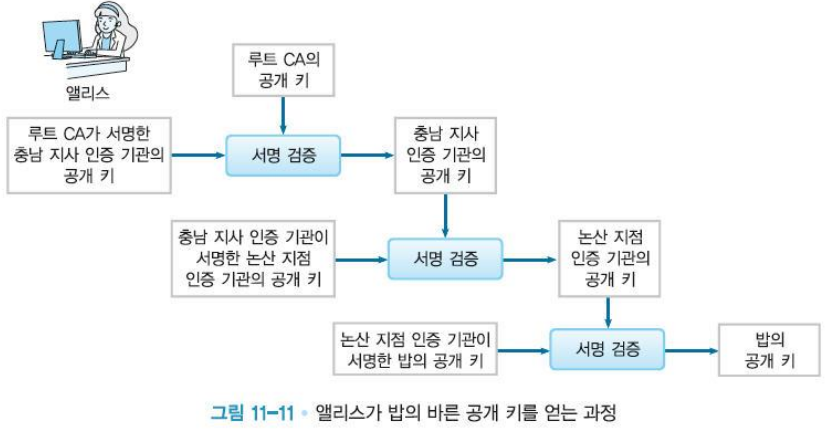 앨리스
루트 CA의
공개 키
루트 CA가 서명한
충남 지사 인증 기관의
공개 키
서명 검증
충남 지사
인증 기관의
공개 키
충남 지사 인증 기관이
서명한 논산 지점
인증 기관의 공개 키
서명 검증
논산 지점
인증 기관의
공개 키
논산 지점 인증 기관이
서명한 밥의 공개 키
서명 검증
밥의
공개 키
그림 11-11 • 앨리스가 밥의 바른 공개 키를 얻는 과정